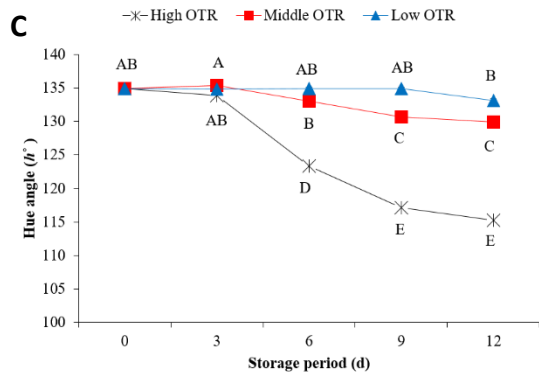 C
High OTR Middle OTR Low OTR
140
135
130
125
120
115
110
105
100
Hue angle (h°)
AB A AB AB B
AB B C C
D E E
0 3 6 9 12
Storage period (d)